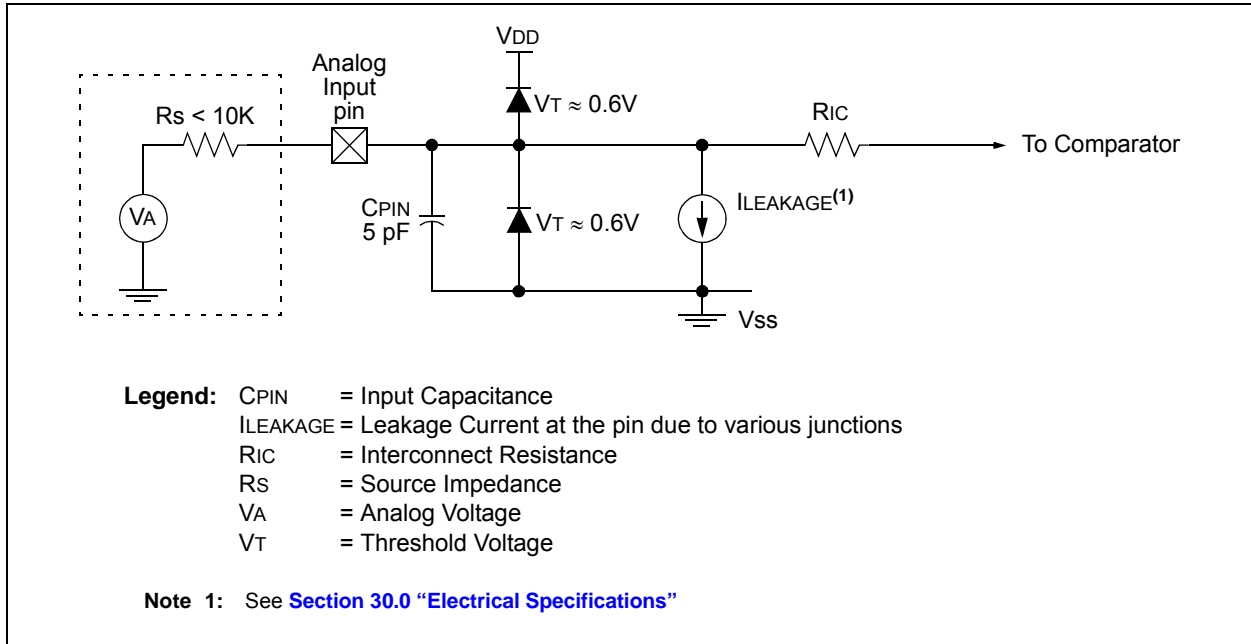 VDD
Analog
Input
pin
Rs < 10K
VT ≈ 0.6V
RIC
To Comparator
VA
CPIN
5 pF
VT ≈ 0.6V
ILEAKAGE(1)
Vss
Legend: CPIN = Input Capacitance
ILEAKAGE = Leakage Current at the pin due to various junctions
RIC = Interconnect Resistance
RS = Source Impedance
VA = Analog Voltage
VT = Threshold Voltage
Note 1: See Section 30.0 “Electrical Specifications”